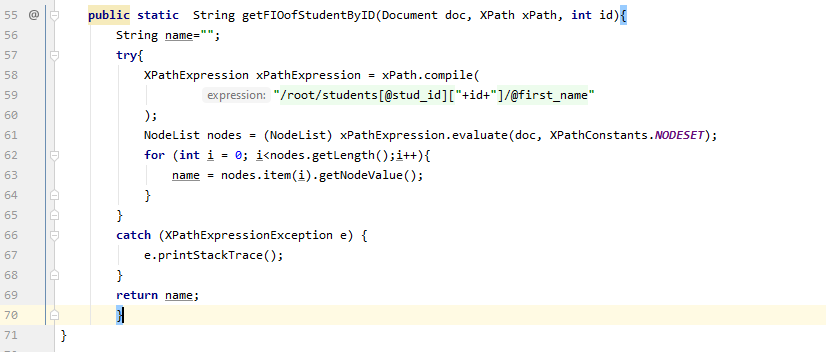 55 @ public static  String getFIOofStudentByID(Document doc, XPath xPath, int id){
56 String name="";
57 try{
58 XPathExpression xPathExpression = xPath.compile(
59 expression: "/root/students[@stud_id]["+id+"]/@first_name"
60 );
61 NodeList nodes = (NodeList) xPathExpression.evaluate(doc, XPathConstants.NODESET);
62 for (int i = 0; i<nodes.getLength();i++){
63 name = nodes.item(i).getNodeValue();
64 }
65 }
66 catch (XPathExpressionException e) {
67 e.printStackTrace();
68 }
69 return name;
70 }
71 }